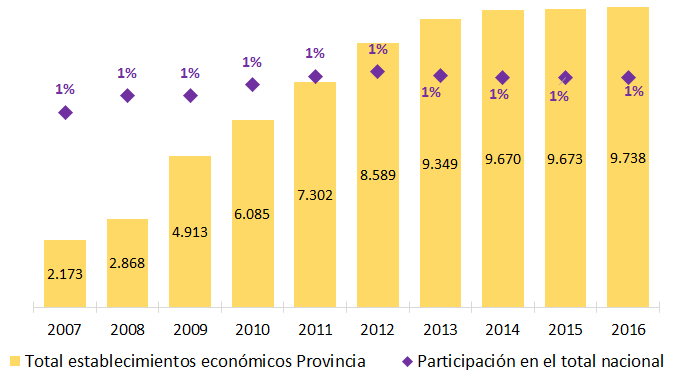 1% 1% 1% 1% 1% 1% 1% 1% 1% 1%
2.173 2.868 4.913 6.085 7.302 8.589 9.349 9.670 9.673 9.738
2007 2008 2009 2010 2011 2012 2013 2014 2015 2016
Total establecimientos económicos Provincia Participación en el total nacional